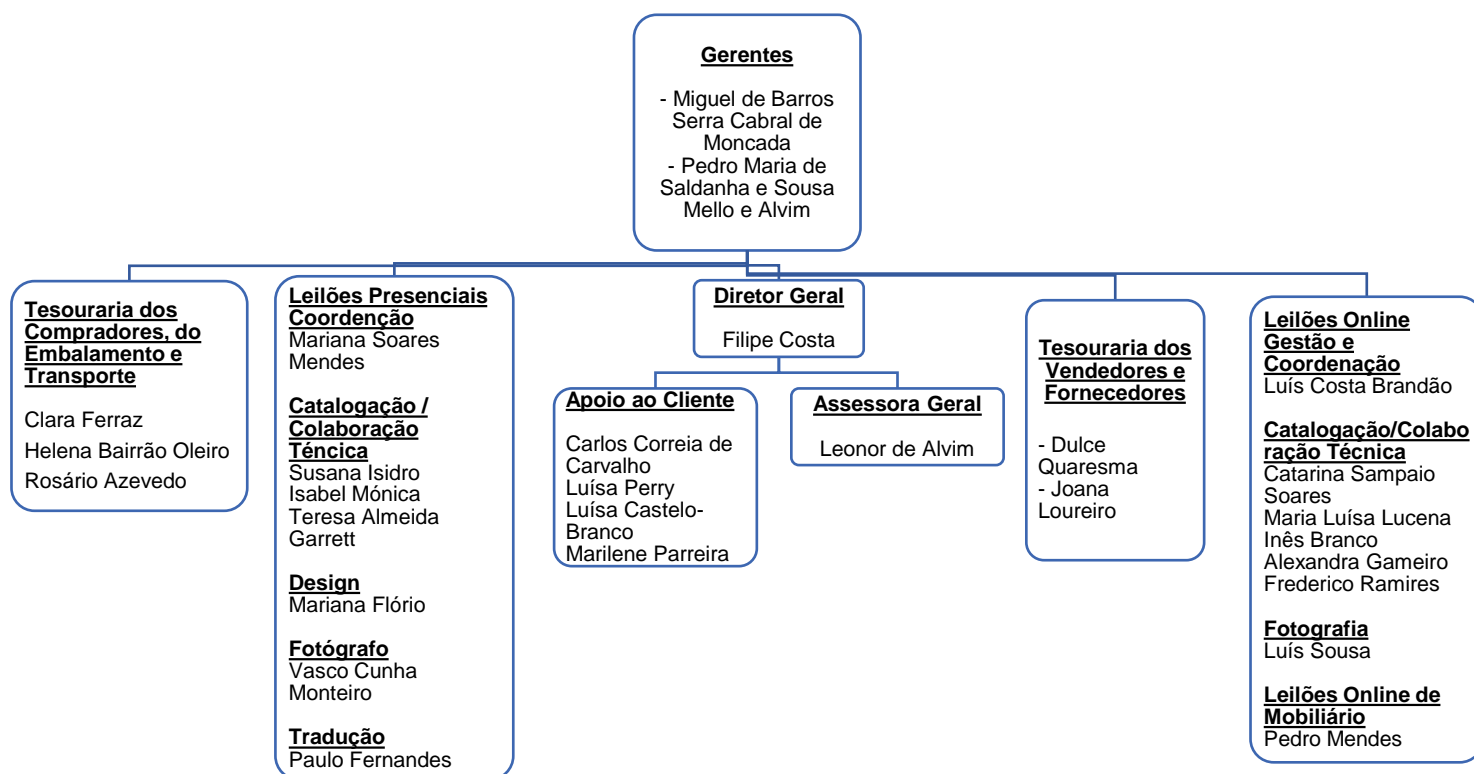 Gerentes
- Miguel de Barros
Serra Cabral de
Moncada
- Pedro Maria de
Saldanha e Sousa
Mello e Alvim
Tesouraria dos
Compradores, do
Embalamento e
Transporte
Clara Ferraz
Helena Bairrão Oleiro
Rosário Azevedo
Leilões Presenciais
Coordenção
Mariana Soares
Mendes
Catalogação /
Colaboração
Téncica
Susana Isidro
Isabel Mónica
Teresa Almeida
Garrett
Design
Mariana Flório
Fotógrafo
Vasco Cunha
Monteiro
Tradução
Paulo Fernandes
Diretor Geral
Filipe Costa
Apoio ao Cliente
Carlos Correia de
Carvalho
Luísa Perry
Luísa Castelo-
Branco
Marilene Parreira
Assessora Geral
Leonor de Alvim
Tesouraria dos
Vendedores e
Fornecedores
- Dulce
Quaresma
- Joana
Loureiro
Leilões Online
Gestão e
Coordenação
Luís Costa Brandão
Catalogação/Colabo
ração Técnica
Catarina Sampaio
Soares
Maria Luísa Lucena
Inês Branco
Alexandra Gameiro
Frederico Ramires
Fotografia
Luís Sousa
Leilões Online de
Mobiliário
Pedro Mendes